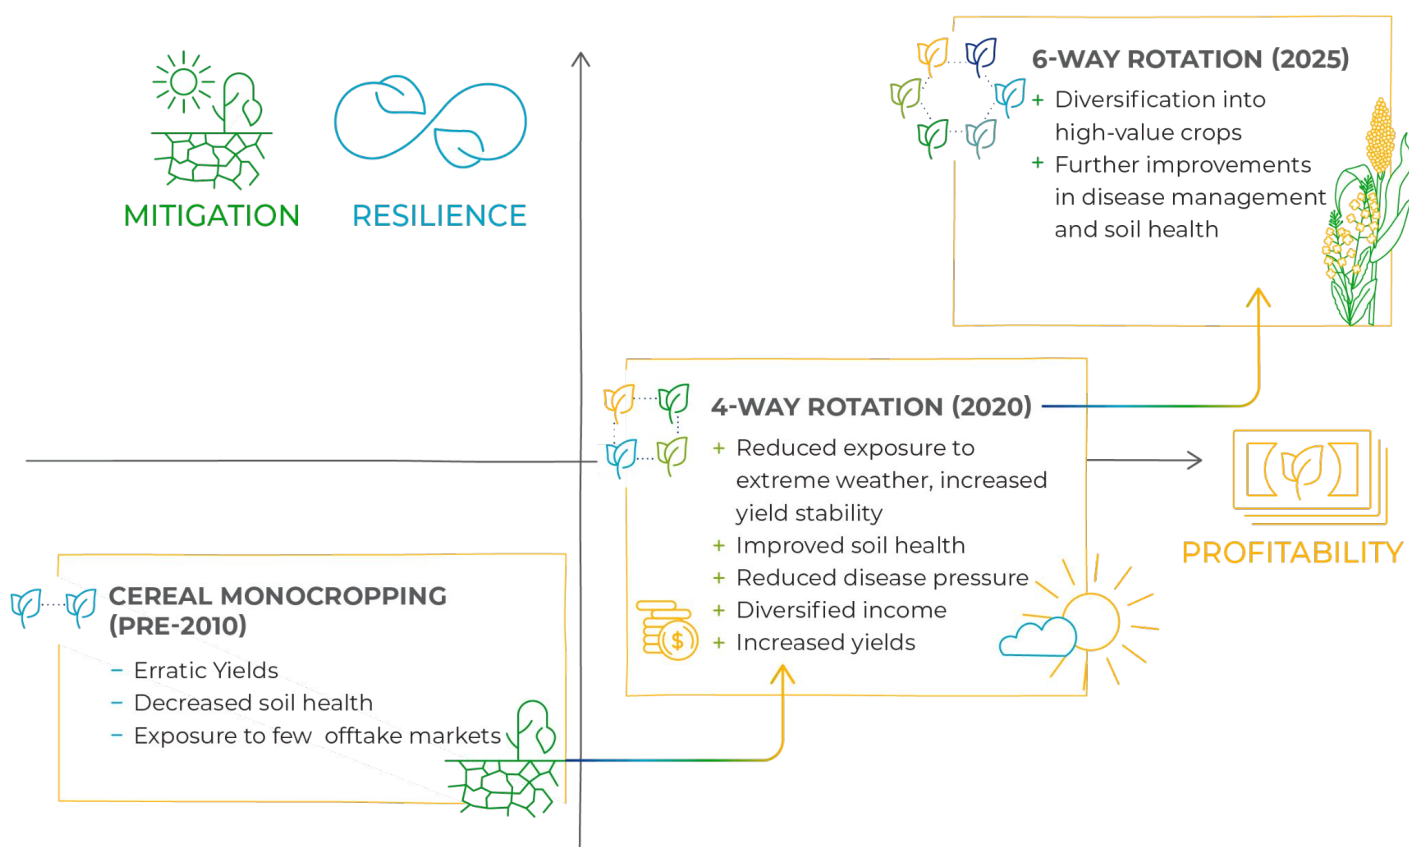 MITIGATION
RESILIENCE
6-WAY ROTATION (2025)
+ Diversification into
high-value crops
+ Further improvements
in disease management
and soil health
4-WAY ROTATION (2020)
+ Reduced exposure to
extreme weather, increased
yield stability
+ Improved soil health
+ Reduced disease pressure
+ Diversified income
+ Increased yields
$
PROFITABILITY
CEREAL MONOCROPPING
(PRE-2010)
– Erratic Yields
– Decreased soil health
– Exposure to few offtake markets